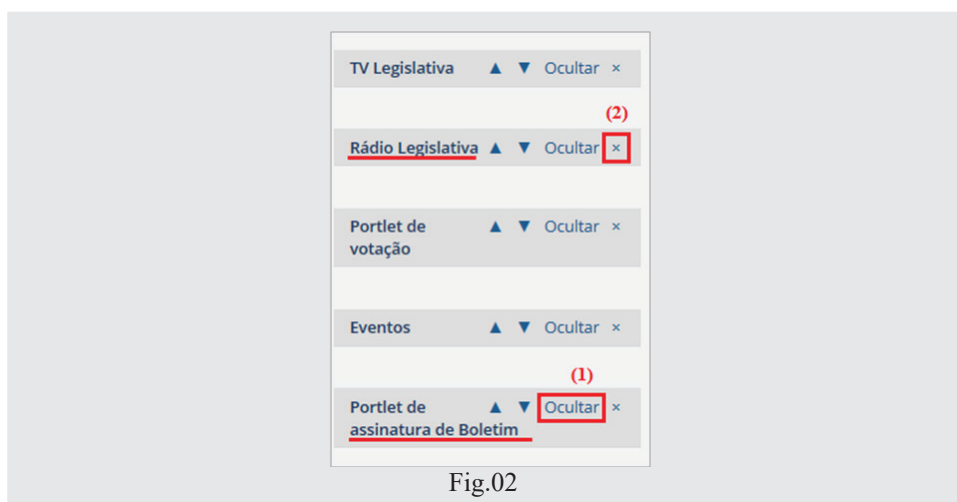 TV Legislativa ▲ ▼ Ocultar ×
(2)
Rádio Legislativa ▲ ▼ Ocultar ×
Portlet de ▲ ▼ Ocultar ×
votação
Eventos ▲ ▼ Ocultar ×
(1)
Portlet de ▲ ▼ Ocultar ×
assinatura de Boletim
Fig.02